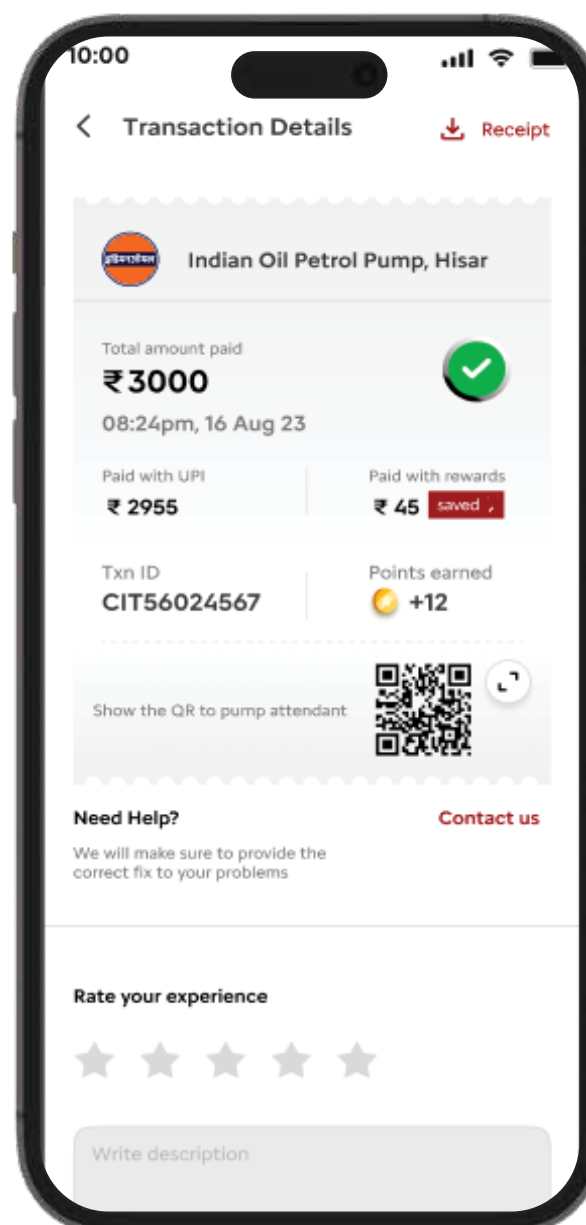 10:00
Transaction Details
Receipt
इंडियनऑयल
Indian Oil Petrol Pump, Hisar
Total amount paid
₹3000
08:24pm, 16 Aug 23
Paid with UPI
Paid with rewards
₹ 2955
₹ 45 saved
Txn ID
Points earned
CIT56024567
+12
Show the QR to pump attendant
Need Help?
Contact us
We will make sure to provide the
correct fix to your problems
Rate your experience
Write description